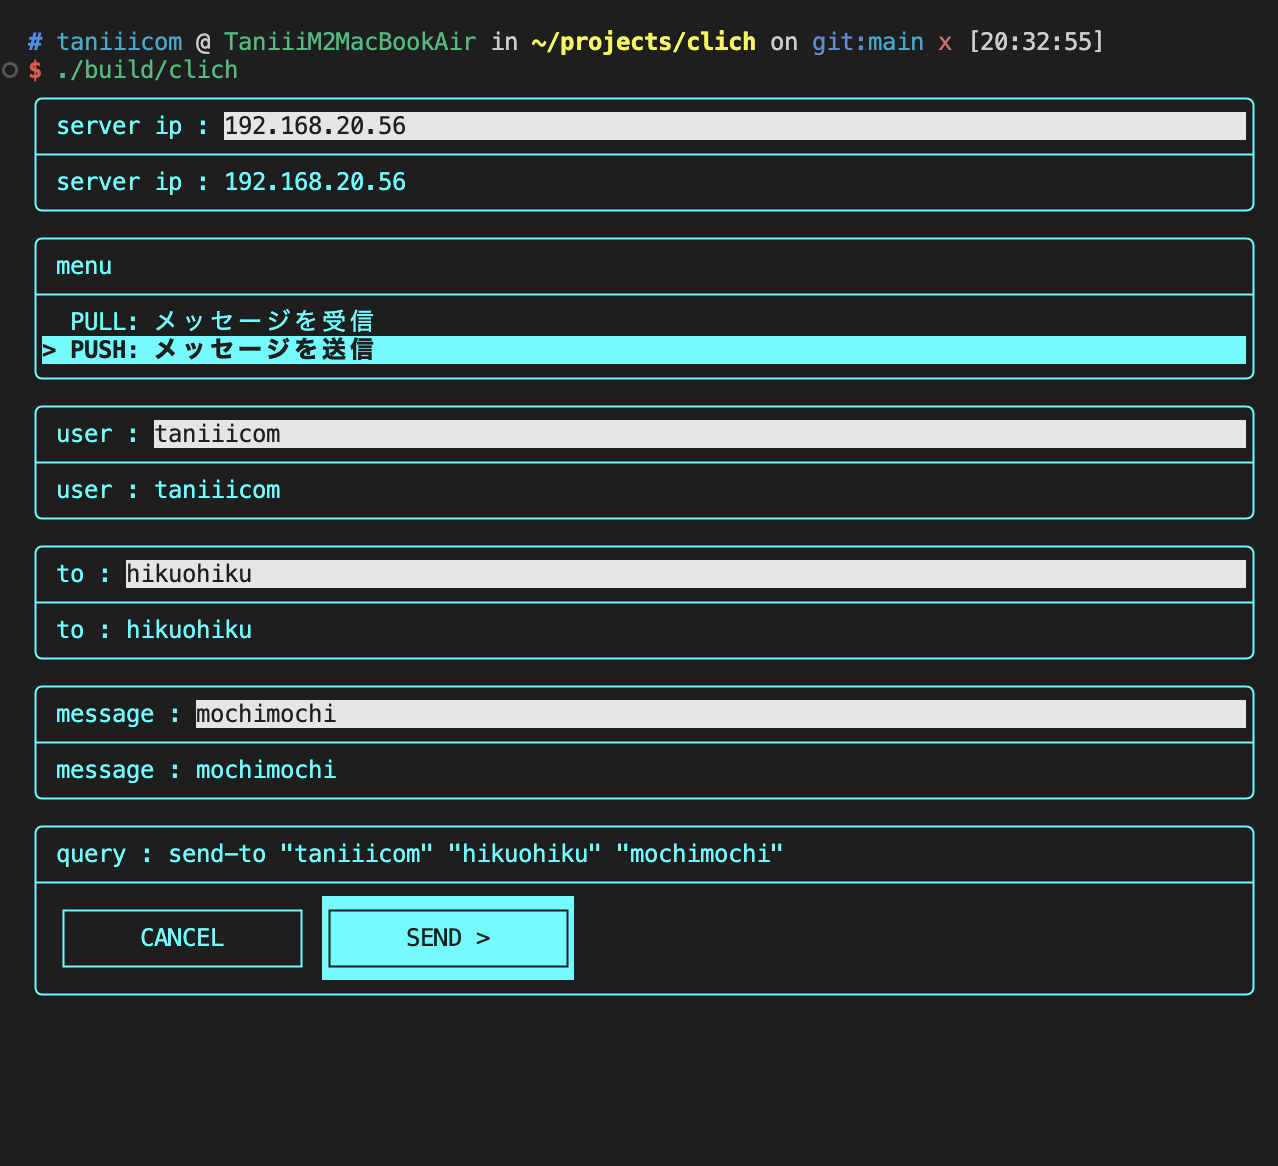 # taniiicom @ TaniiiM2MacBookAir in ~/projects/clich on git:main x [20:32:55]
$ ./build/clich
server ip : 192.168.20.56
server ip : 192.168.20.56
menu
PULL: メッセージを受信
> PUSH: メッセージを送信
user : taniiicom
user : taniiicom
to : hikuohiku
to : hikuohiku
message : mochimochi
message : mochimochi
query : send-to "taniiicom" "hikuohiku" "mochimochi"
CANCEL SEND >